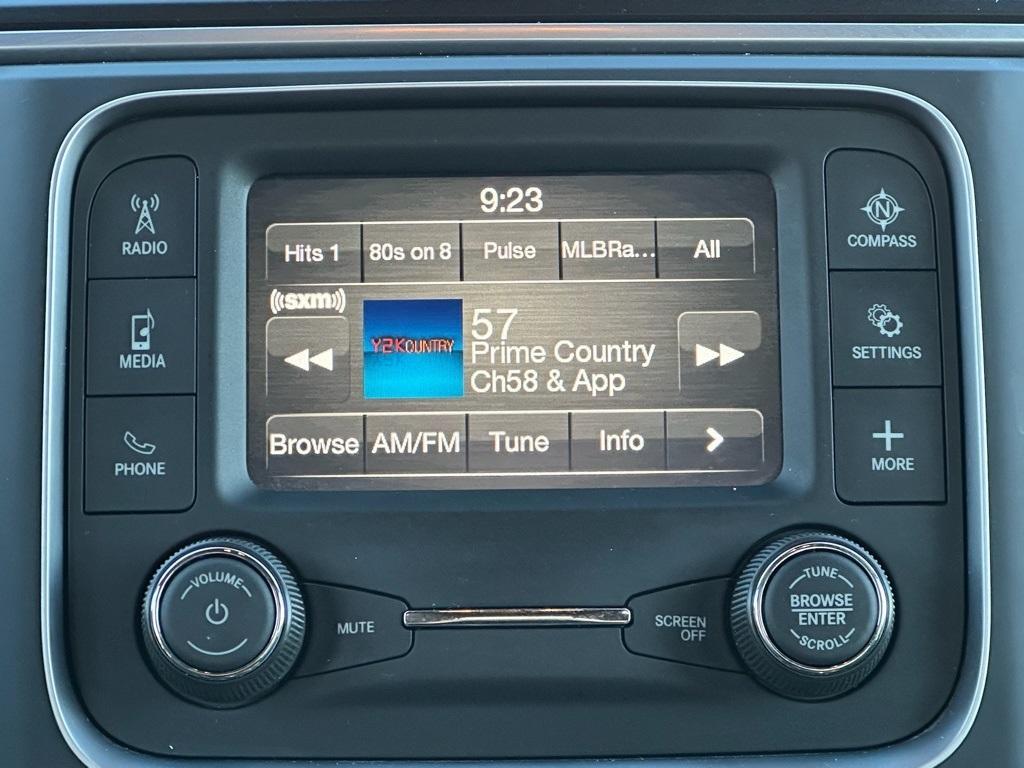 9:23
Hits 1
80s on 8
Pulse
MLBRa...
All
((sxm))
Y2KOUNTRY
57
Prime Country
Ch58 & App
Browse
AM/FM
Tune
Info
RADIO
MEDIA
PHONE
N
COMPASS
SETTINGS
MORE
VOLUME
MUTE
SCREEN
OFF
TUNE
BROWSE
ENTER
SCROLL